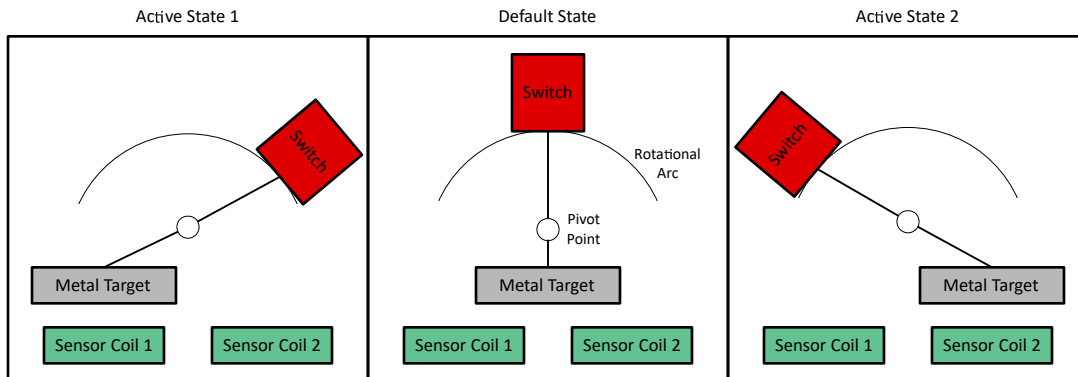 Active State 1
Default State
Active State 2
Switch
Metal Target
Sensor Coil 1
Sensor Coil 2
Switch
Rotational
Arc
Pivot
Point
Metal Target
Sensor Coil 1
Sensor Coil 2
Switch
Metal Target
Sensor Coil 1
Sensor Coil 2